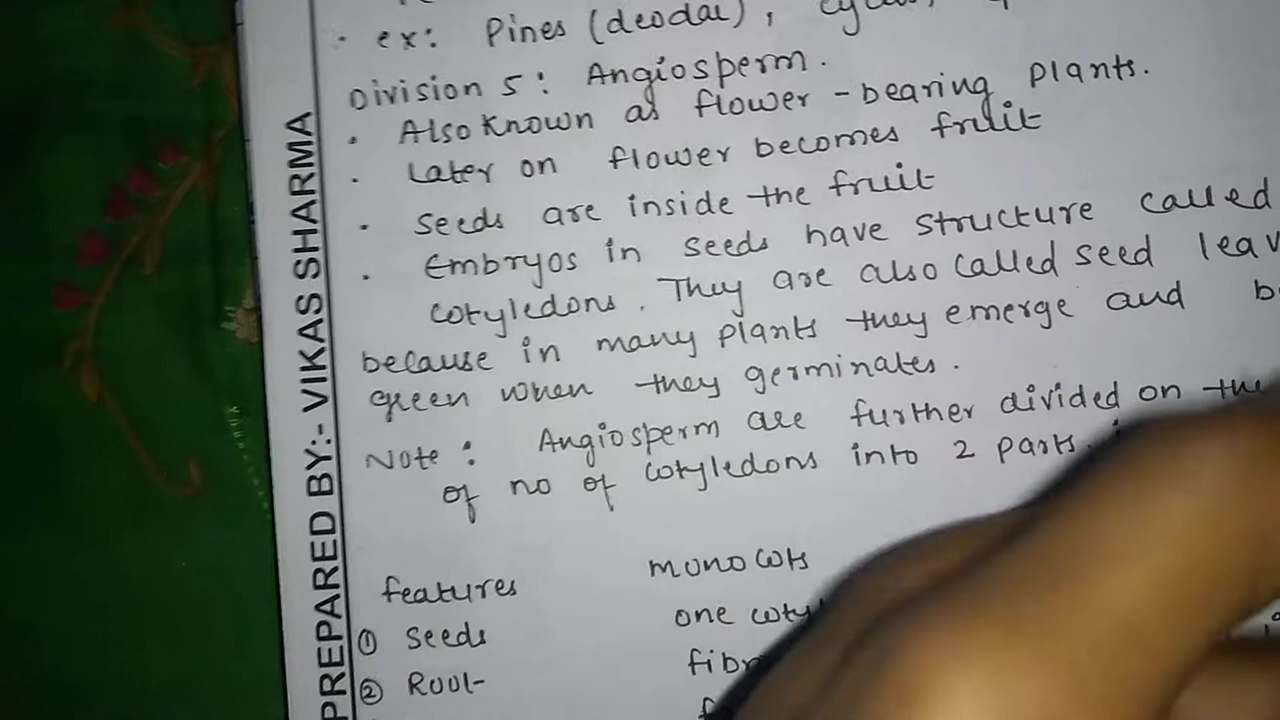 . ex: Pines (deodar),
Division 5: Angiosperm.
. Also known as flower-bearing plants.
. Later on flower becomes fruit
. Seeds are inside the fruit
. Embryos in seeds have structure called
cotyledons. They are also called seed
because in many plants they emerge and
green when they germinates.
Note: Angiosperm are further divided on the
of no of cotyledons into 2 parts.
features monocots
① Seeds one
② Root
PREPARED BY:- VIKAS SHARMA